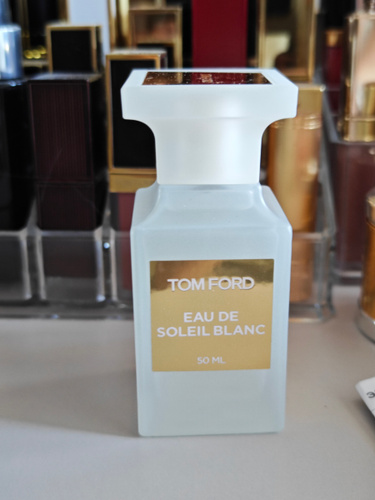 TOM FORD
EAU DE
SOLEIL BLANC
50 ML